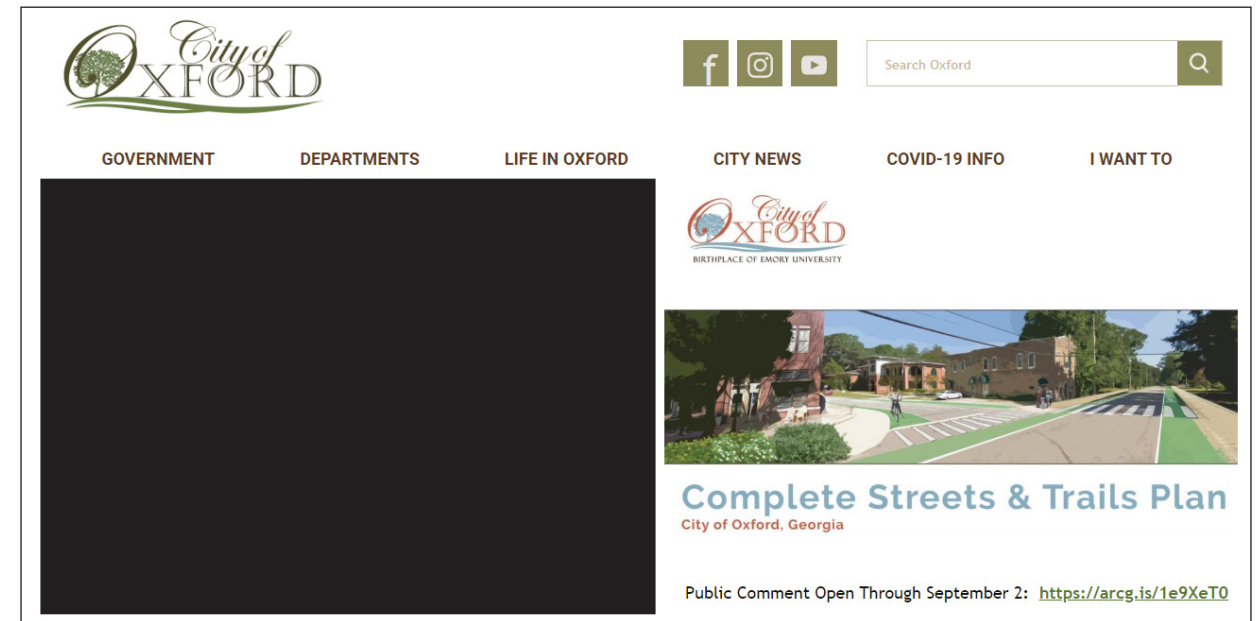 City of
OXFORD
f
Search Oxford
GOVERNMENT DEPARTMENTS LIFE IN OXFORD CITY NEWS COVID-19 INFO I WANT TO
City of
OXFORD
BIRTHPLACE OF EMORY UNIVERSITY
Complete Streets & Trails Plan
City of Oxford, Georgia
Public Comment Open Through September 2: https://arcg.is/1e9XeT0